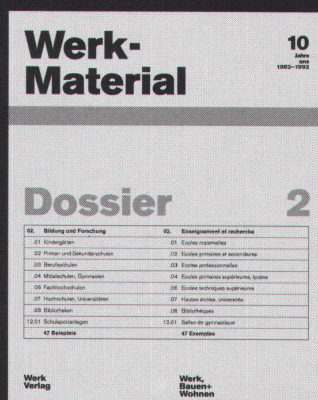 Werk-
Material
10
Jahre
ans
1982–1992
Dossier 2
02. Bildung und Forschung 02. Enseignement et recherche
.01 Kindergärten .01 Ecoles maternelles
.02 Primar- und Sekundarschulen .02 Ecoles primaires et secondaires
.03 Berufsschulen .03 Ecoles professionnelles
.04 Mittelschulen, Gymnasien .04 Ecoles primaires supérieures, lycées
.06 Fachhochschulen .06 Ecoles techniques supérieures
.07 Hochschulen, Universitäten .07 Hautes écoles, universités
.08 Bibliotheken .08 Bibliothèques
12.01 Schulsportanlagen 12.01 Salles de gymnastique
47 Beispiele 47 Exemples
Werk
Verlag
Werk,
Bauen+
Wohnen